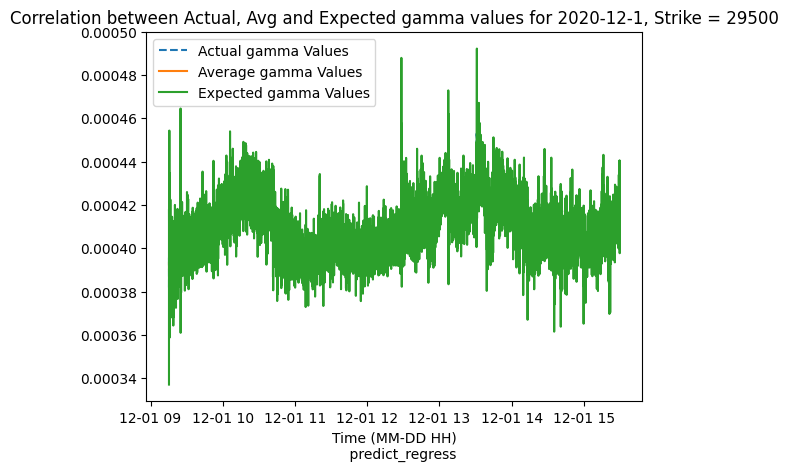 Correlation between Actual, Avg and Expected gamma values for 2020-12-1, Strike = 29500
0.00050
0.00048
0.00046
0.00044
0.00042
0.00040
0.00038
0.00036
0.00034
Actual gamma Values
Average gamma Values
Expected gamma Values
12-01 09 12-01 10 12-01 11 12-01 12 12-01 13 12-01 14 12-01 15
Time (MM-DD HH)
predict_regress